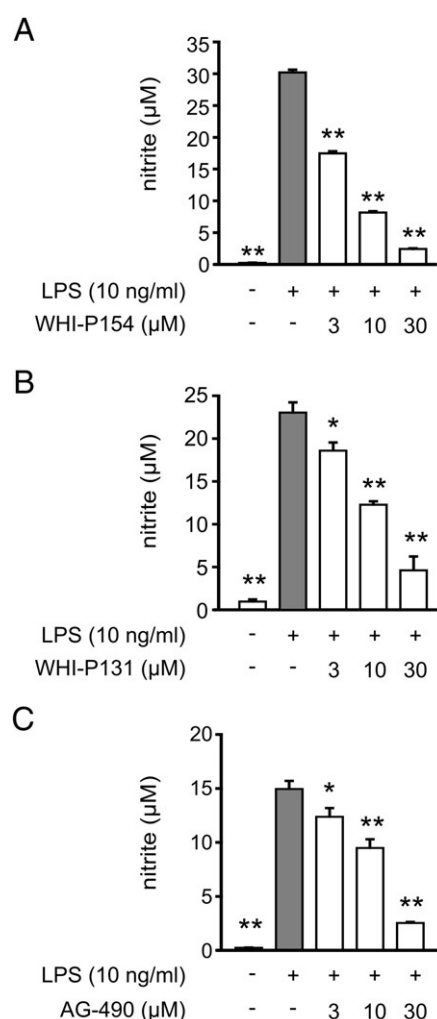 A
nitrite (µM)
35
30
25
20
15
10
5
0
**
**
**
**
LPS (10 ng/ml) - + + + +
WHI-P154 (µM) - - 3 10 30
B
nitrite (µM)
25
20
15
10
5
0
**
*
**
**
LPS (10 ng/ml) - + + + +
WHI-P131 (µM) - - 3 10 30
C
nitrite (µM)
20
15
10
5
0
**
*
**
**
LPS (10 ng/ml) - + + + +
AG-490 (µM) - - 3 10 30